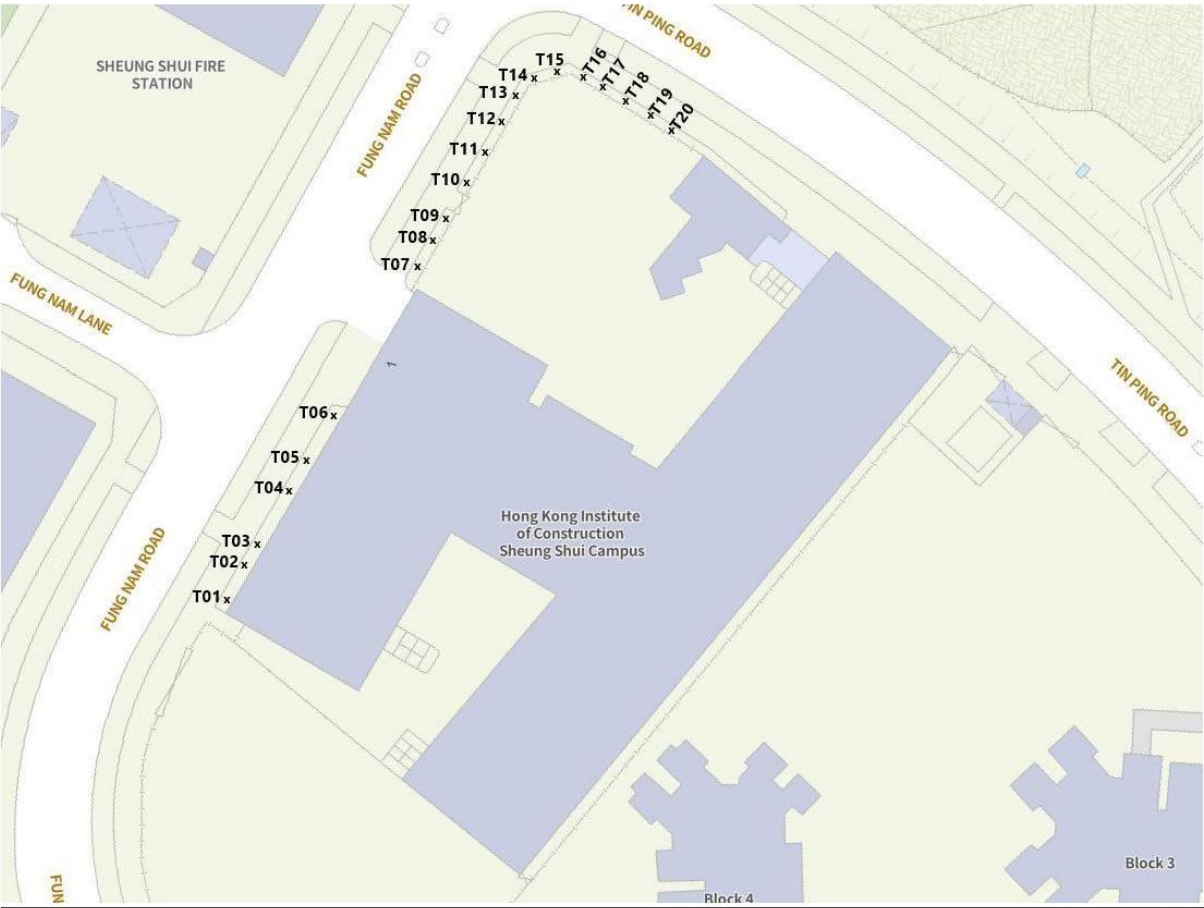 TIN PING ROAD
SHEUNG SHUI FIRE
STATION
FUNG NAM ROAD
T15
T16
T14
T17
T13
T18
T19
T12
T20
T11
T10
T09
T08
T07
FUNG NAM LANE
1
TIN PING ROAD
T06
T05
T04
Hong Kong Institute
of Construction
Sheung Shui Campus
T03
T02
T01
FUNG NAM ROAD
Block 3
Block 4
FUN